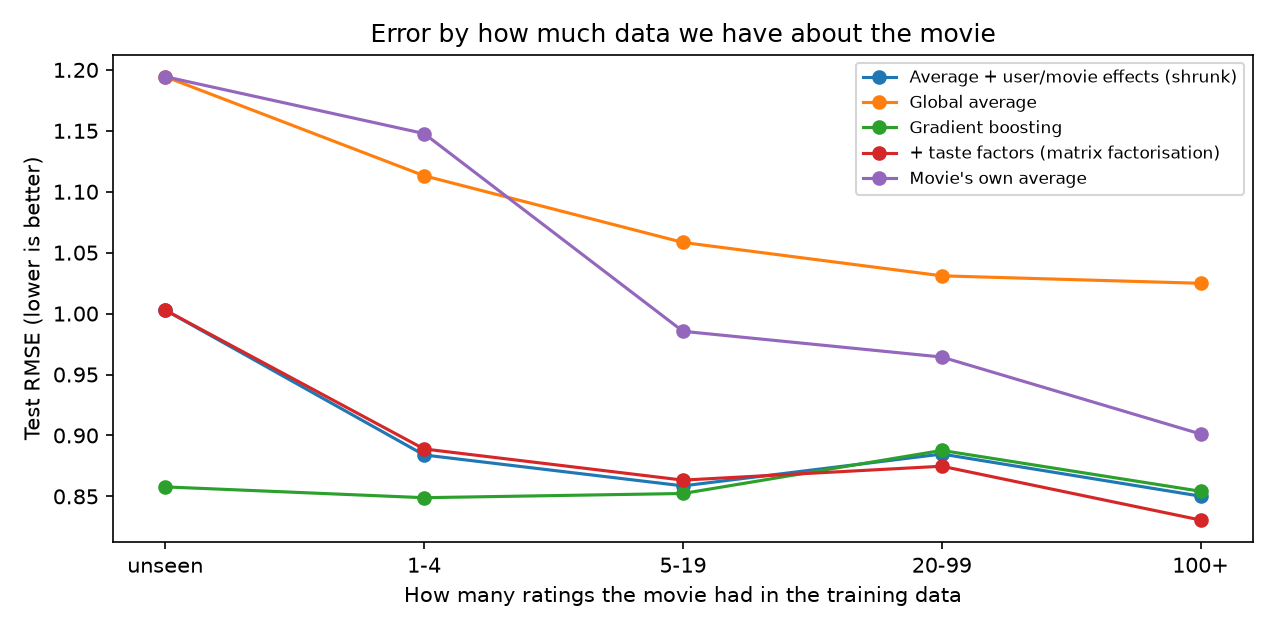 Error by how much data we have about the movie
Average + user/movie effects (shrunk)
Global average
Gradient boosting
+ taste factors (matrix factorisation)
Movie's own average
Test RMSE (lower is better)
1.20
1.15
1.10
1.05
1.00
0.95
0.90
0.85
unseen
1-4
5-19
20-99
100+
How many ratings the movie had in the training data